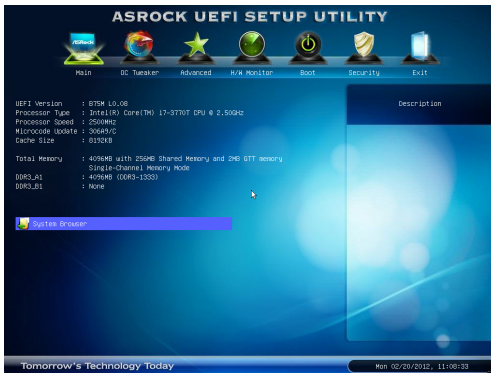 ASROCK UEFI SETUP UTILITY
ASRock
Main OC Tweaker Advanced H/W Monitor Boot Security Exit
UEFI Version : B75M L0.08
Processor Type : Intel(R) Core(TM) i7-3770T CPU @ 2.50GHz
Processor Speed : 2500MHz
Microcode Update : 306A9/C
Cache Size : 8192KB
Total Memory : 4096MB with 256MB Shared Memory and 2MB GTT memory
Single-Channel Memory Mode
DDR3_A1 : 4096MB (DDR3-1333)
DDR3_B1 : None
System Browser
Description
Tomorrow's Technology Today
Mon 02/20/2012, 11:08:33